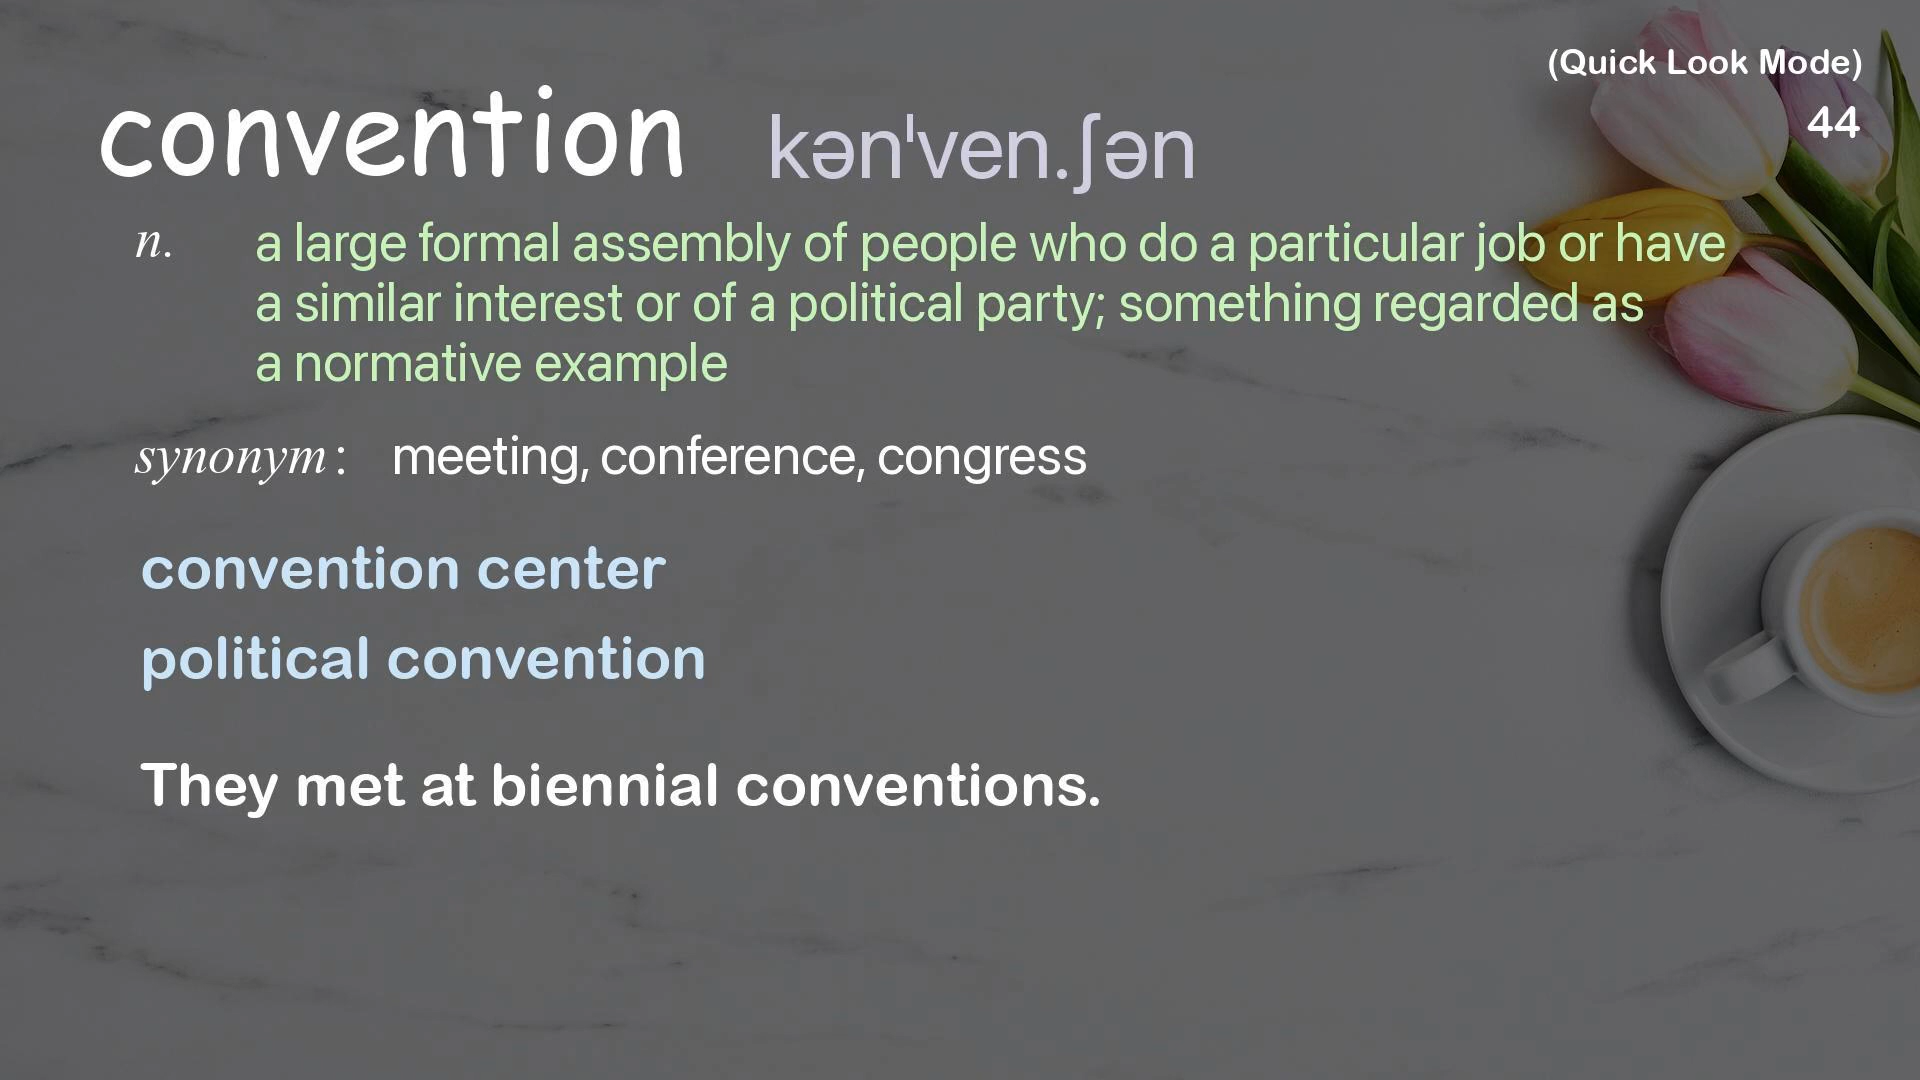 (Quick Look Mode)
44
convention kən'ven.ʃən
n. a large formal assembly of people who do a particular job or have
a similar interest or of a political party; something regarded as
a normative example
synonym: meeting, conference, congress
convention center
political convention
They met at biennial conventions.